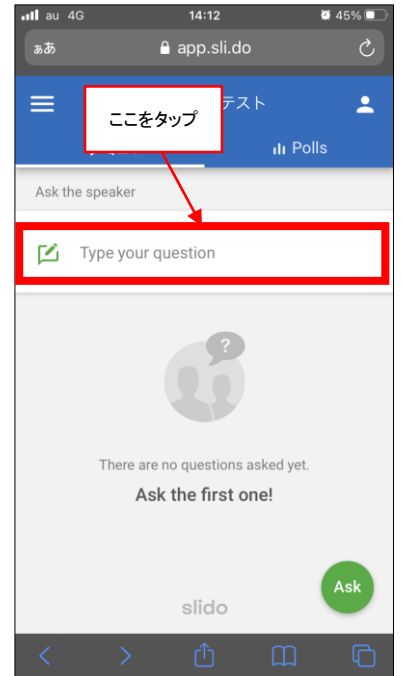 au 4G 14:12 45%
ぁあ app.sli.do
テスト
ここをタップ
Polls
Ask the speaker
Type your question
?
There are no questions asked yet.
Ask the first one!
Ask
slido